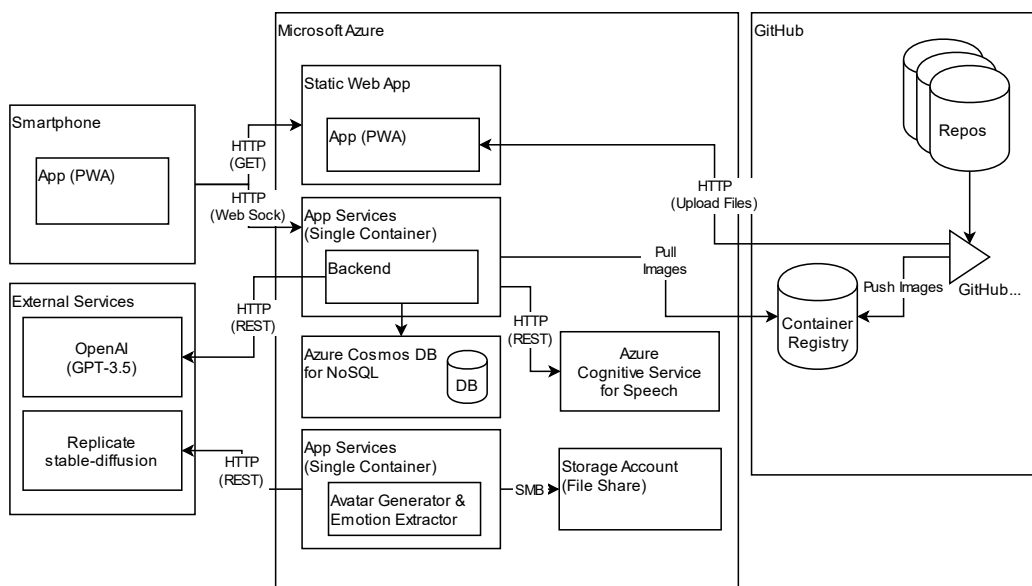 Microsoft Azure
GitHub
Static Web App
App (PWA)
Repos
Smartphone
App (PWA)
HTTP
(GET)
HTTP
(Web Sock)
HTTP
(Upload Files)
App Services
(Single Container)
Backend
Pull
Images
Push Images
GitHub...
Container
Registry
External Services
OpenAI
(GPT-3.5)
HTTP
(REST)
HTTP
(REST)
Azure Cosmos DB
for NoSQL
DB
Azure
Cognitive Service
for Speech
Replicate
stable-diffusion
HTTP
(REST)
App Services
(Single Container)
Avatar Generator &
Emotion Extractor
SMB
Storage Account
(File Share)